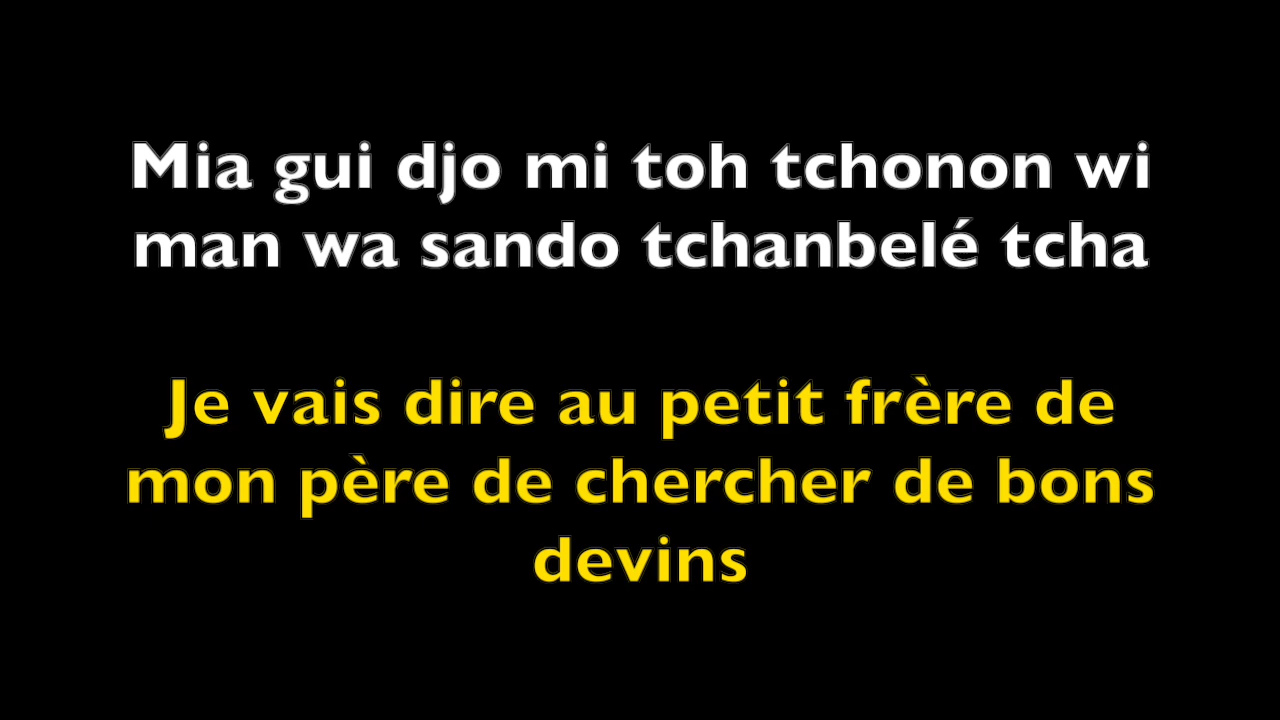 Mia gui djo mi toh tchonon wi
man wa sando tchanbelé tcha
Je vais dire au petit frère de
mon père de chercher de bons
devins